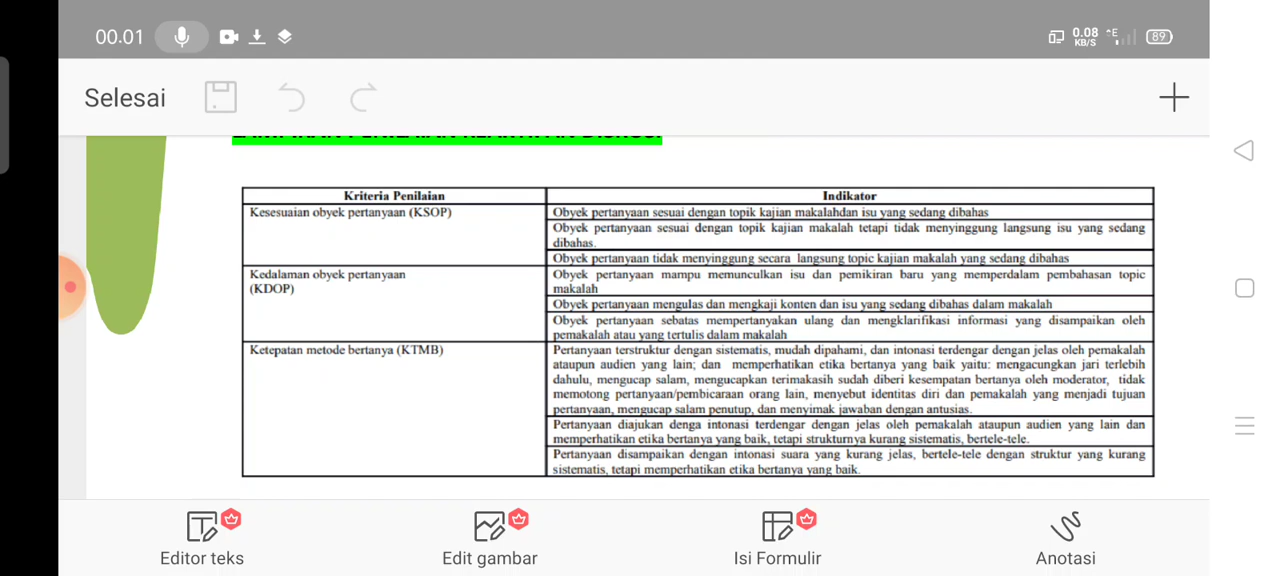 00.01
0.08
KB/S
E
89
Selesai
Kriteria Penilaian
Indikator
Kesesuaian obyek pertanyaan (KSOP)
Obyek pertanyaan sesuai dengan topik kajian makalahdan isu yang sedang dibahas
Obyek pertanyaan sesuai dengan topik kajian makalah tetapi tidak menyinggung langsung isu yang sedang
dibahas.
Obyek pertanyaan tidak menyinggung secara langsung topic kajian makalah yang sedang dibahas
Kedalaman obyek pertanyaan
(KDOP)
Obyek pertanyaan mampu memunculkan isu dan pemikiran baru yang memperdalam pembahasan topic
makalah
Obyek pertanyaan mengulas dan mengkaji konten dan isu yang sedang dibahas dalam makalah
Obyek pertanyaan sebatas mempertanyakan ulang dan mengklarifikasi informasi yang disampaikan oleh
pemakalah atau yang tertulis dalam makalah
Ketepatan metode bertanya (KTMB)
Pertanyaan terstruktur dengan sistematis, mudah dipahami, dan intonasi terdengar dengan jelas oleh pemakalah
ataupun audien yang lain; dan memperhatikan etika bertanya yang baik yaitu: mengacungkan jari terlebih
dahulu, mengucap salam, mengucapkan terimakasih sudah diberi kesempatan bertanya oleh moderator, tidak
memotong pertanyaan/pembicaraan orang lain, menyebut identitas diri dan pemakalah yang menjadi tujuan
pertanyaan, mengucap salam penutup, dan menyimak jawaban dengan antusias.
Pertanyaan diajukan denga intonasi terdengar dengan jelas oleh pemakalah ataupun audien yang lain dan
memperhatikan etika bertanya yang baik, tetapi strukturnya kurang sistematis, bertele-tele.
Pertanyaan disampaikan dengan intonasi suara yang kurang jelas, bertele-tele dengan struktur yang kurang
sistematis, tetapi memperhatikan etika bertanya yang baik.
Editor teks
Edit gambar
Isi Formulir
Anotasi